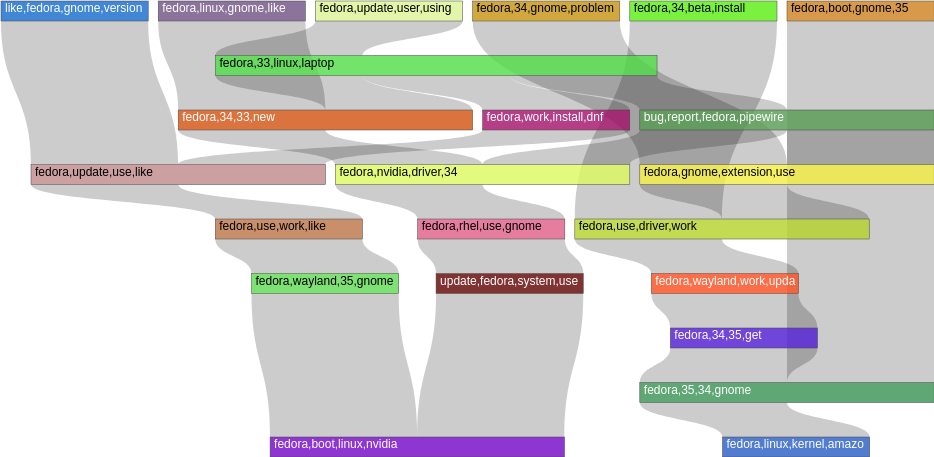 like,fedora,gnome,version
fedora,linux,gnome,like
fedora,update,user,using
fedora,34,gnome,problem
fedora,34,beta,install
fedora,boot,gnome,35
fedora,33,linux,laptop
fedora,34,33,new
fedora,work,install,dnf
bug,report,fedora,pipewire
fedora,update,use,like
fedora,nvidia,driver,34
fedora,gnome,extension,use
fedora,use,work,like
fedora,rhel,use,gnome
fedora,use,driver,work
fedora,wayland,35,gnome
update,fedora,system,use
fedora,wayland,work,upda
fedora,34,35,get
fedora,35,34,gnome
fedora,boot,linux,nvidia
fedora,linux,kernel,amazo